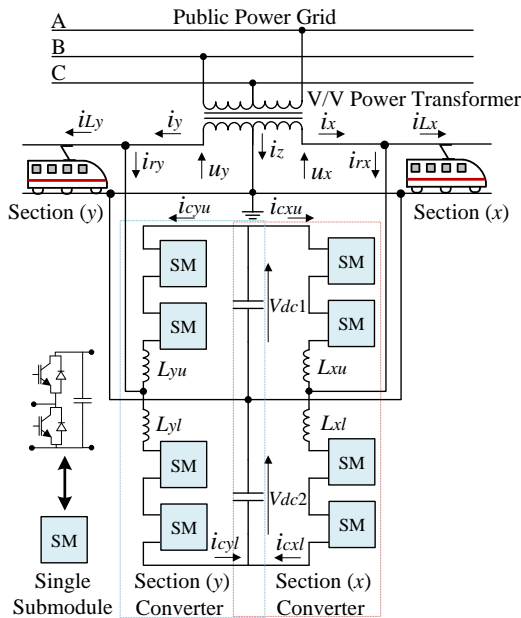 Public Power Grid
A
B
C
V/V Power Transformer
iLy
iy
ix
iLx
iry
uy
iz
ux
irx
Section (y)
Section (x)
icyu
icxu
SM
SM
SM
SM
Vdc1
Lyu
Lxu
Lyl
Lxl
SM
SM
SM
SM
Vdc2
SM
icyl
icxl
Single
Submodule
Section (y)
Converter
Section (x)
Converter